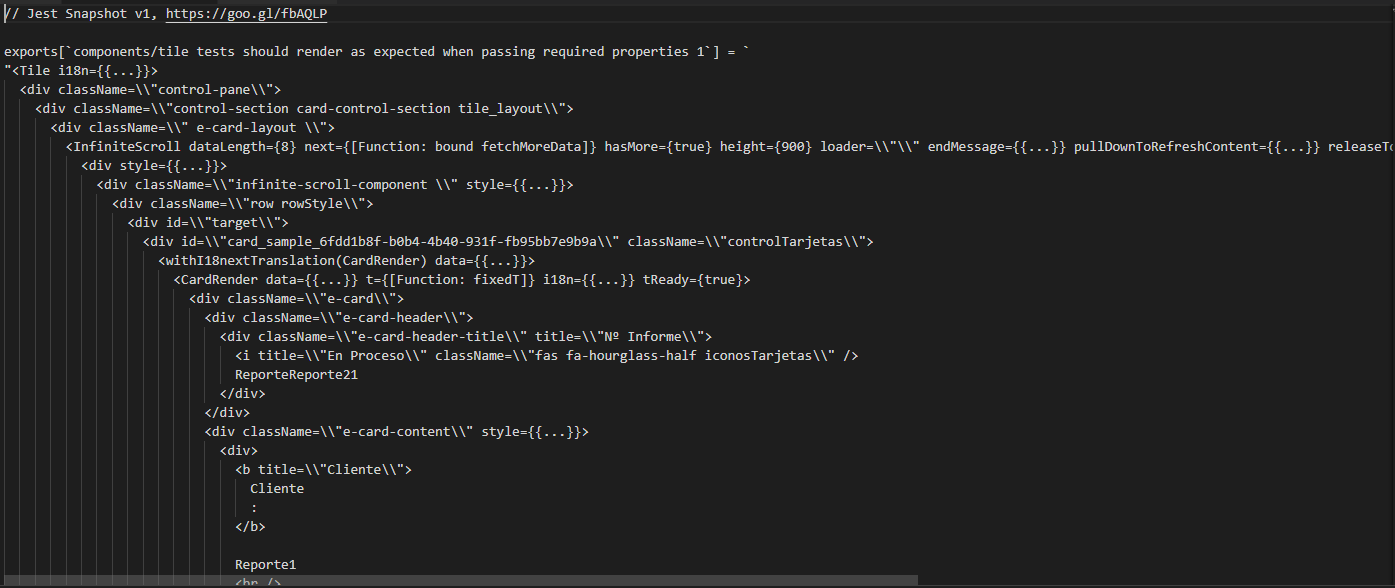 // Jest Snapshot v1, https://goo.gl/fbAQLP
exports[`components/tile tests should render as expected when passing required properties 1`] = `
"<Tile i18n={{...}}>
<div className=\\"control-pane\\">
<div className=\\"control-section card-control-section tile_layout\\">
<div className=\\" e-card-layout \\">
<InfiniteScroll dataLength={8} next={[Function: bound fetchMoreData]} hasMore={true} height={900} loader=\\"\\" endMessage={{...}} pullDownToRefreshContent={{...}} releaseTo
<div style={{...}}>
<div className=\\"infinite-scroll-component \\" style={{...}}>
<div className=\\"row rowStyle\\">
<div id=\\"target\\">
<div id=\\"card_sample_6fdd1b8f-b0b4-4b40-931f-fb95bb7e9b9a\\" className=\\"controlTarjetas\\">
<withI18nextTranslation(CardRender) data={{...}}>
<CardRender data={{...}} t={[Function: fixedT]} i18n={{...}} tReady={true}>
<div className=\\"e-card\\">
<div className=\\"e-card-header\\">
<div className=\\"e-card-header-title\\" title=\\"Nº Informe\\">
<i title=\\"En Proceso\\" className=\\"fas fa-hourglass-half iconosTarjetas\\" />
ReporteReporte21
</div>
</div>
<div className=\\"e-card-content\\" style={{...}}>
<div>
<b title=\\"Cliente\\">
Cliente
:
</b>
Reporte1
<br />